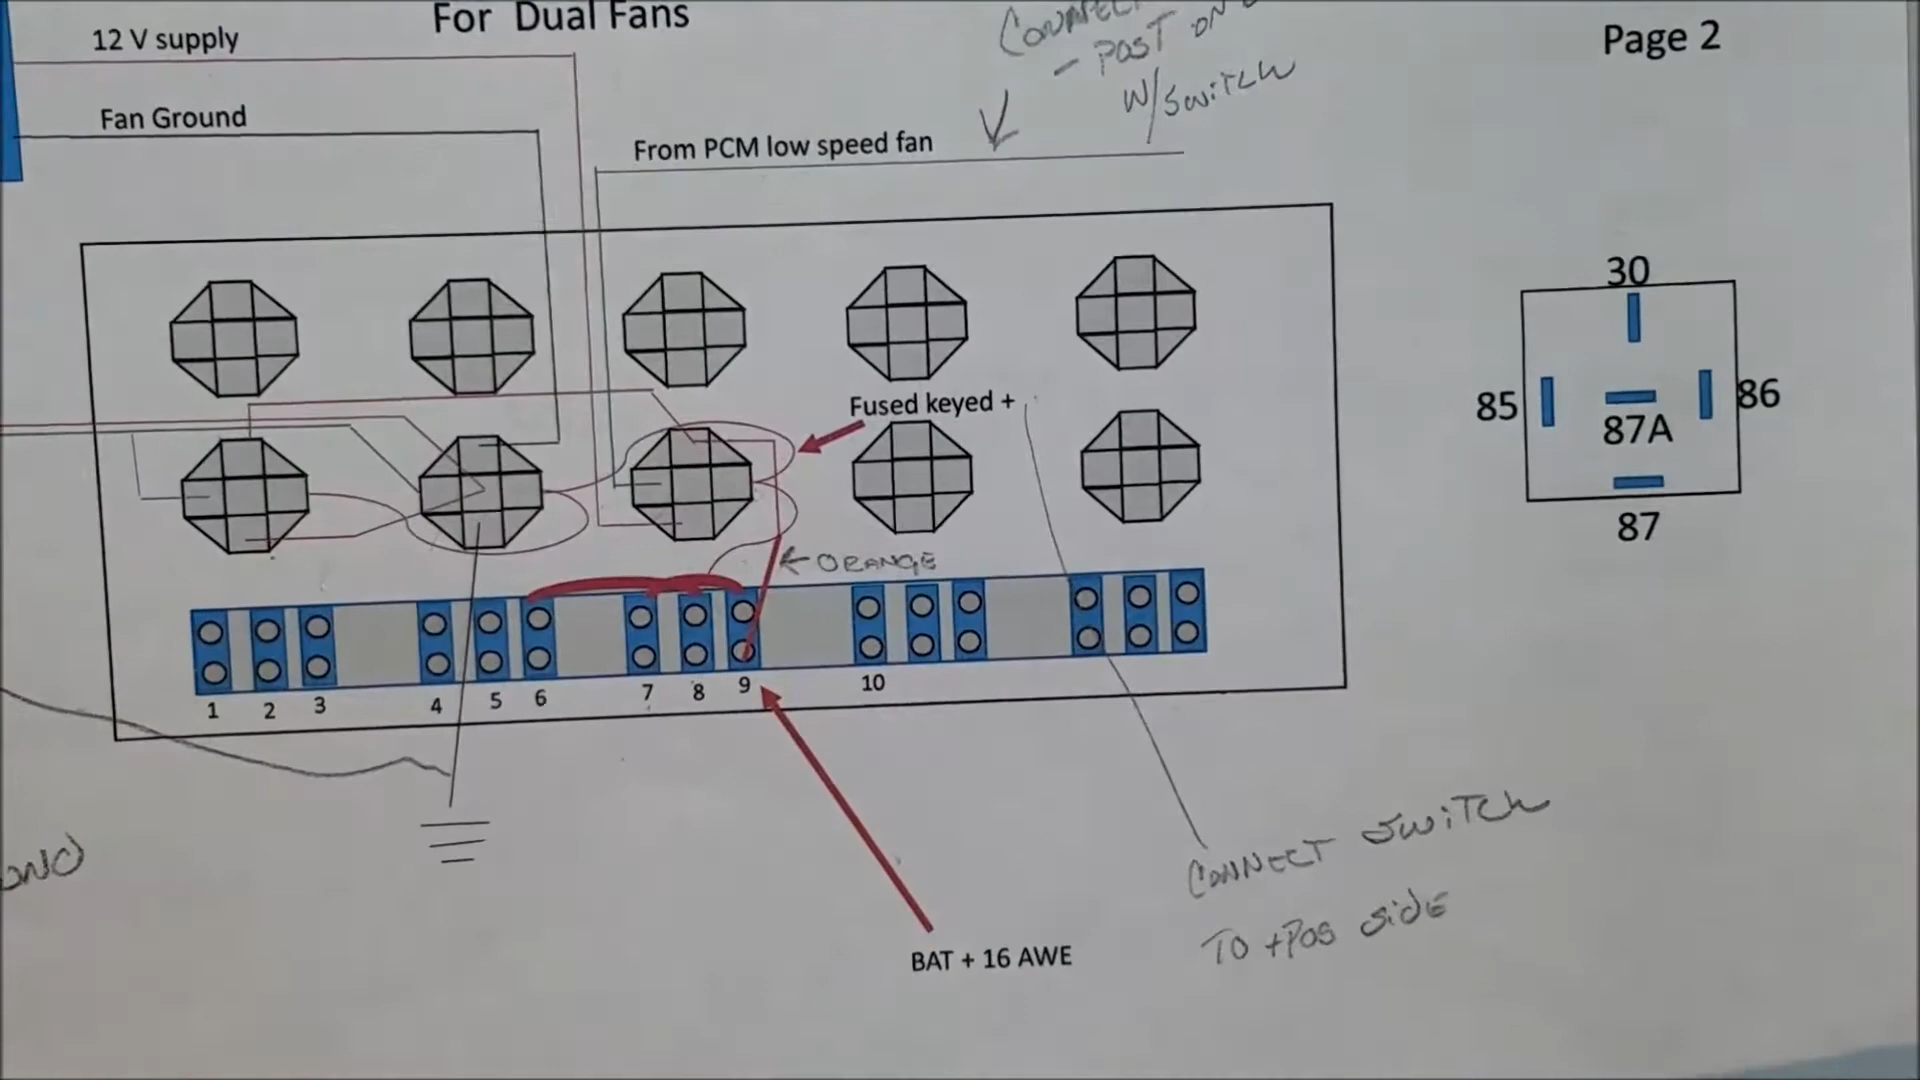 For Dual Fans
Page 2
12 V supply
Fan Ground
From PCM low speed fan
- POST ON
W/SWITCH
Fused keyed +
← ORANGE
1 2 3 4 5 6 7 8 9 10
BAT + 16 AWE
CONNECT SWITCH
TO +POS SIDE
30
85
86
87A
87